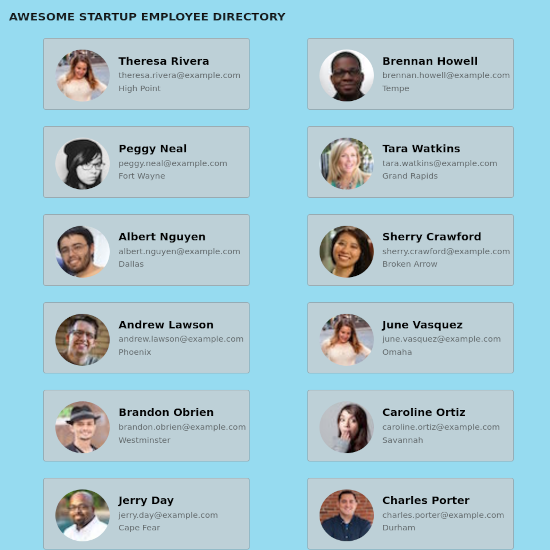 AWESOME STARTUP EMPLOYEE DIRECTORY
Theresa Rivera
theresa.rivera@example.com
High Point
Brennan Howell
brennan.howell@example.com
Tempe
Peggy Neal
peggy.neal@example.com
Fort Wayne
Tara Watkins
tara.watkins@example.com
Grand Rapids
Albert Nguyen
albert.nguyen@example.com
Dallas
Sherry Crawford
sherry.crawford@example.com
Broken Arrow
Andrew Lawson
andrew.lawson@example.com
Phoenix
June Vasquez
june.vasquez@example.com
Omaha
Brandon Obrien
brandon.obrien@example.com
Westminster
Caroline Ortiz
caroline.ortiz@example.com
Savannah
Jerry Day
jerry.day@example.com
Cape Fear
Charles Porter
charles.porter@example.com
Durham